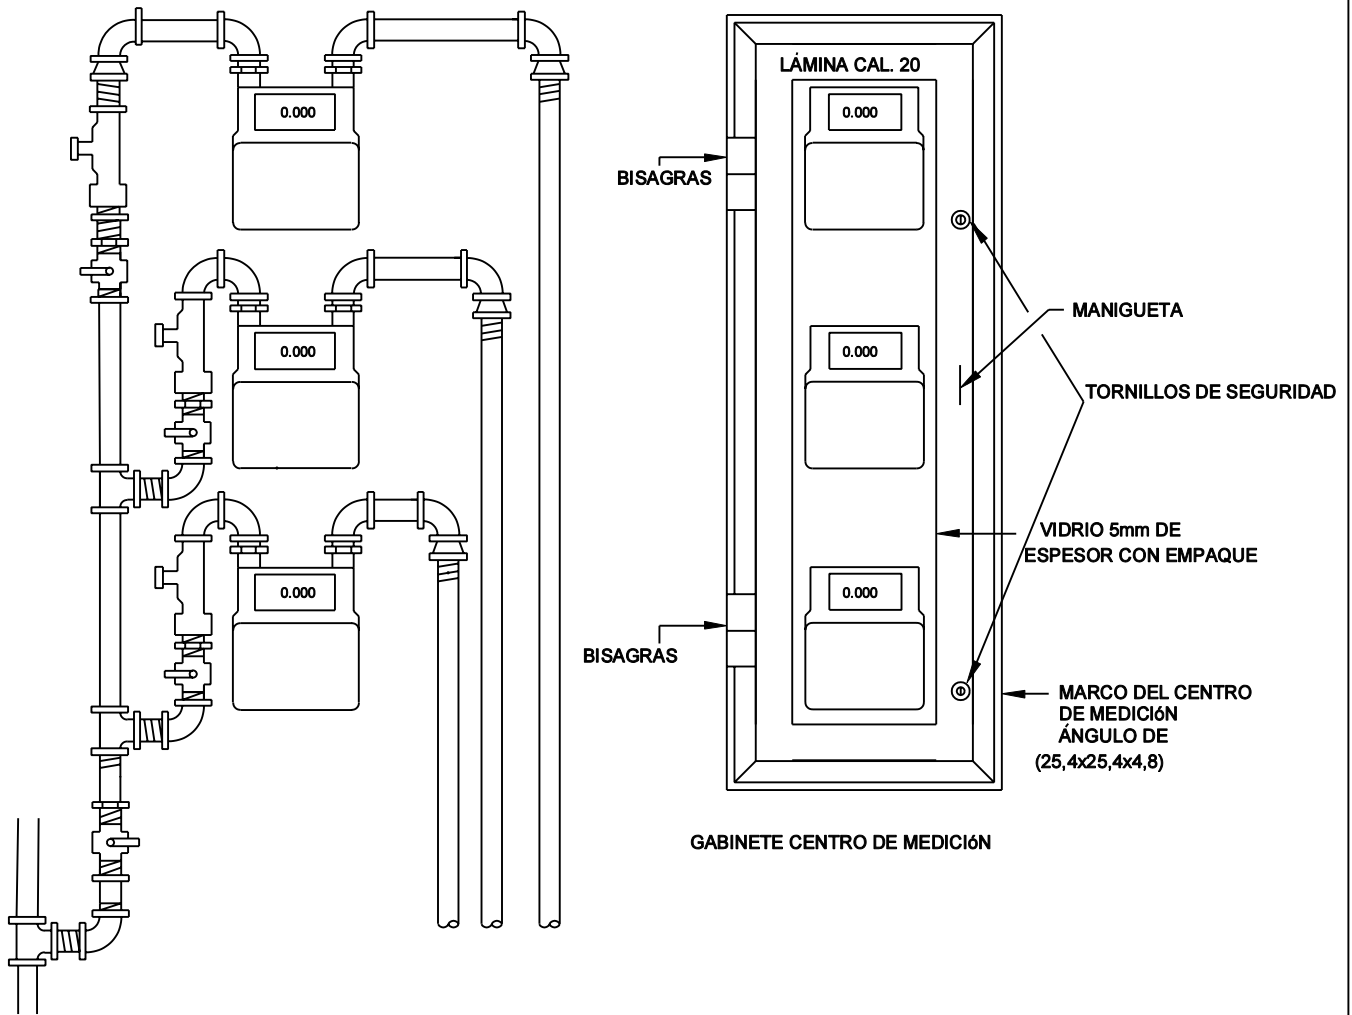 LÁMINA CAL. 20
0.000
0.000
BISAGRAS
MANIGUETA
0.000
0.000
TORNILLOS DE SEGURIDAD
VIDRIO 5mm DE
ESPESOR CON EMPAQUE
0.000
0.000
BISAGRAS
MARCO DEL CENTRO
DE MEDICIóN
ÁNGULO DE
(25,4x25,4x4,8)
GABINETE CENTRO DE MEDICIóN